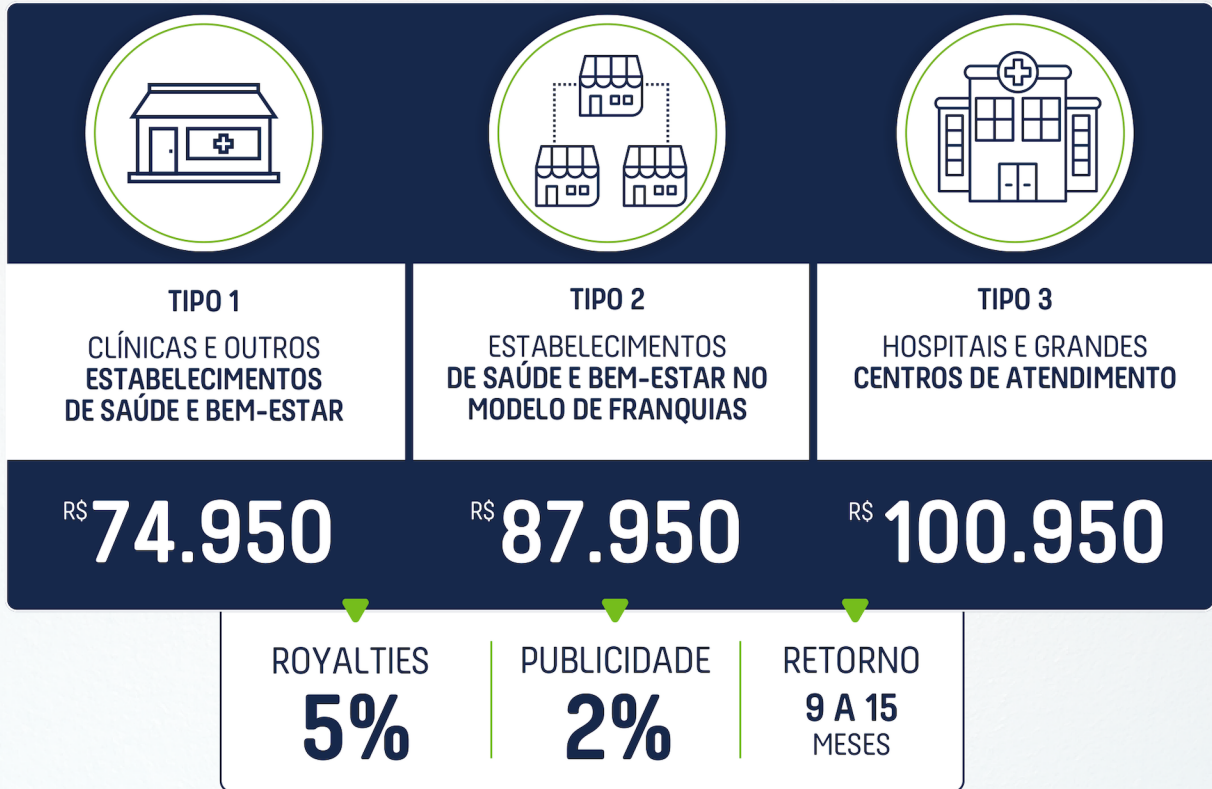 TIPO 1
CLÍNICAS E OUTROS
ESTABELECIMENTOS
DE SAÚDE E BEM-ESTAR
TIPO 2
ESTABELECIMENTOS
DE SAÚDE E BEM-ESTAR NO
MODELO DE FRANQUIAS
TIPO 3
HOSPITAIS E GRANDES
CENTROS DE ATENDIMENTO
R$ 74.950
R$ 87.950
R$ 100.950
ROYALTIES
5%
PUBLICIDADE
2%
RETORNO
9 A 15
MESES